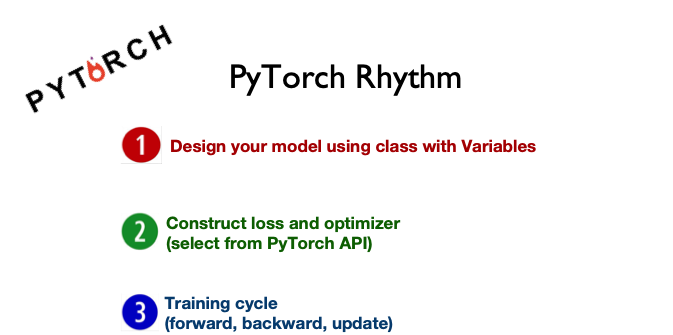 PYTORCH
PyTorch Rhythm
1 Design your model using class with Variables
2 Construct loss and optimizer
(select from PyTorch API)
3 Training cycle
(forward, backward, update)